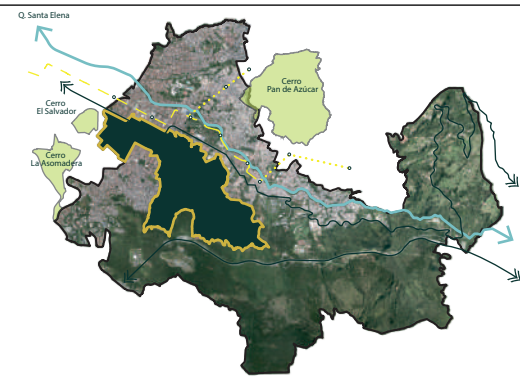 Q. Santa Elena
Cerro
Pan de Azúcar
Cerro
El Salvador
Cerro
La Asomadera